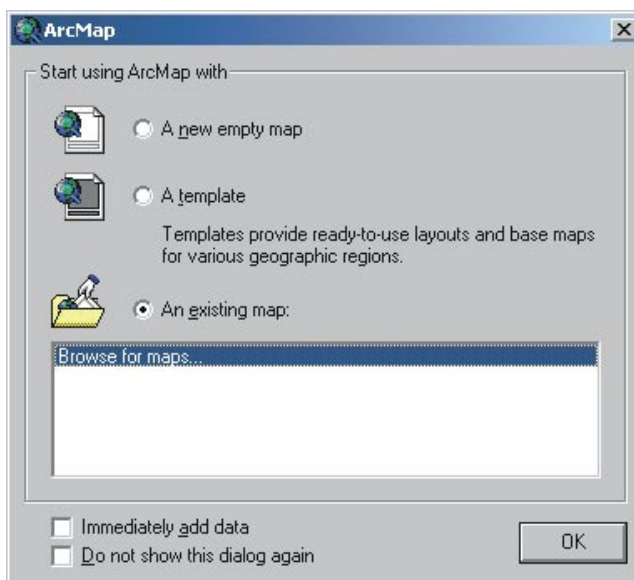 ArcMap
Start using ArcMap with
A new empty map
A template
Templates provide ready-to-use layouts and base maps
for various geographic regions.
An existing map:
Browse for maps...
Immediately add data
Do not show this dialog again
OK